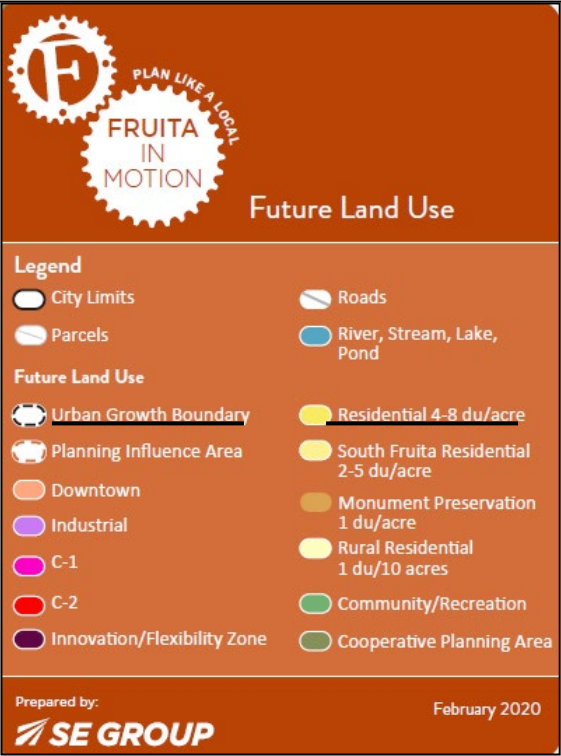 F
PLAN LIKE A LOCAL
FRUITA
IN
MOTION
Future Land Use
Legend
City Limits
Parcels
Roads
River, Stream, Lake,
Pond
Future Land Use
Urban Growth Boundary
Planning Influence Area
Downtown
Industrial
C-1
C-2
Innovation/Flexibility Zone
Residential 4-8 du/acre
South Fruita Residential
2-5 du/acre
Monument Preservation
1 du/acre
Rural Residential
1 du/10 acres
Community/Recreation
Cooperative Planning Area
Prepared by:
SE GROUP
February 2020